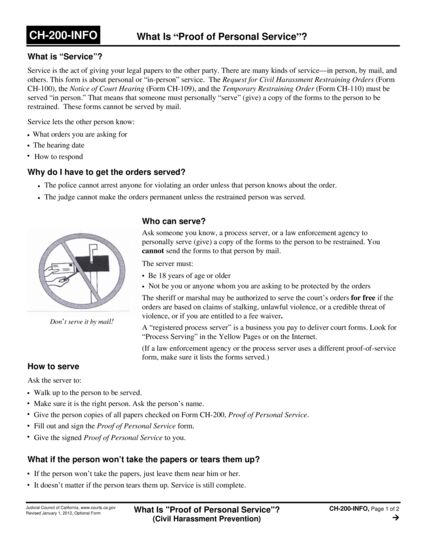 CH-200-INFO
What Is “Proof of Personal Service”?
What is “Service”?
Service is the act of giving your legal papers to the other party. There are many kinds of service—in person, by mail, and
others. This form is about personal or “in-person” service. The Request for Civil Harassment Restraining Orders (Form
CH-100), the Notice of Court Hearing (Form CH-109), and the Temporary Restraining Order (Form CH-110) must be
served “in person.” That means that someone must personally “serve” (give) a copy of the forms to the person to be
restrained. These forms cannot be served by mail.
Service lets the other person know:
• What orders you are asking for
• The hearing date
• How to respond
Why do I have to get the orders served?
• The police cannot arrest anyone for violating an order unless that person knows about the order.
• The judge cannot make the orders permanent unless the restrained person was served.
Who can serve?
Ask someone you know, a process server, or a law enforcement agency to
personally serve (give) a copy of the forms to the person to be restrained. You
cannot send the forms to that person by mail.
The server must:
• Be 18 years of age or older
• Not be you or anyone whom you are asking to be protected by the orders
The sheriff or marshal may be authorized to serve the court’s orders for free if the
orders are based on claims of stalking, unlawful violence, or a credible threat of
violence, or if you are entitled to a fee waiver.
A “registered process server” is a business you pay to deliver court forms. Look for
“Process Serving” in the Yellow Pages or on the Internet.
(If a law enforcement agency or the process server uses a different proof-of-service
form, make sure it lists the forms served.)
Don’t serve it by mail!
How to serve
Ask the server to:
• Walk up to the person to be served.
• Make sure it is the right person. Ask the person’s name.
• Give the person copies of all papers checked on Form CH-200, Proof of Personal Service.
• Fill out and sign the Proof of Personal Service form.
• Give the signed Proof of Personal Service to you.
What if the person won’t take the papers or tears them up?
• If the person won’t take the papers, just leave them near him or her.
• It doesn’t matter if the person tears them up. Service is still complete.
Judicial Council of California, www.courts.ca.gov
Revised January 1, 2012, Optional Form
What Is "Proof of Personal Service"?
(Civil Harassment Prevention)
CH-200-INFO, Page 1 of 2
→